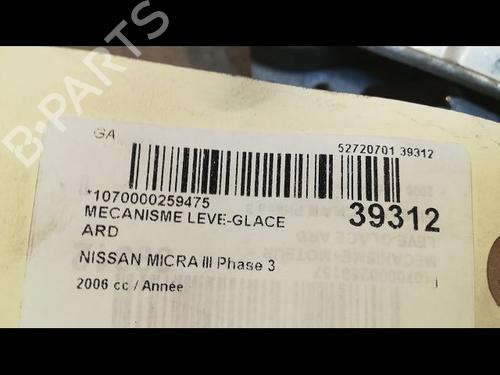 B-PARTS
GA
52720701 39312
*1070000259475
39312
MECANISME LEVE-GLACE
ARD
NISSAN MICRA III Phase 3
2006 cc / Année